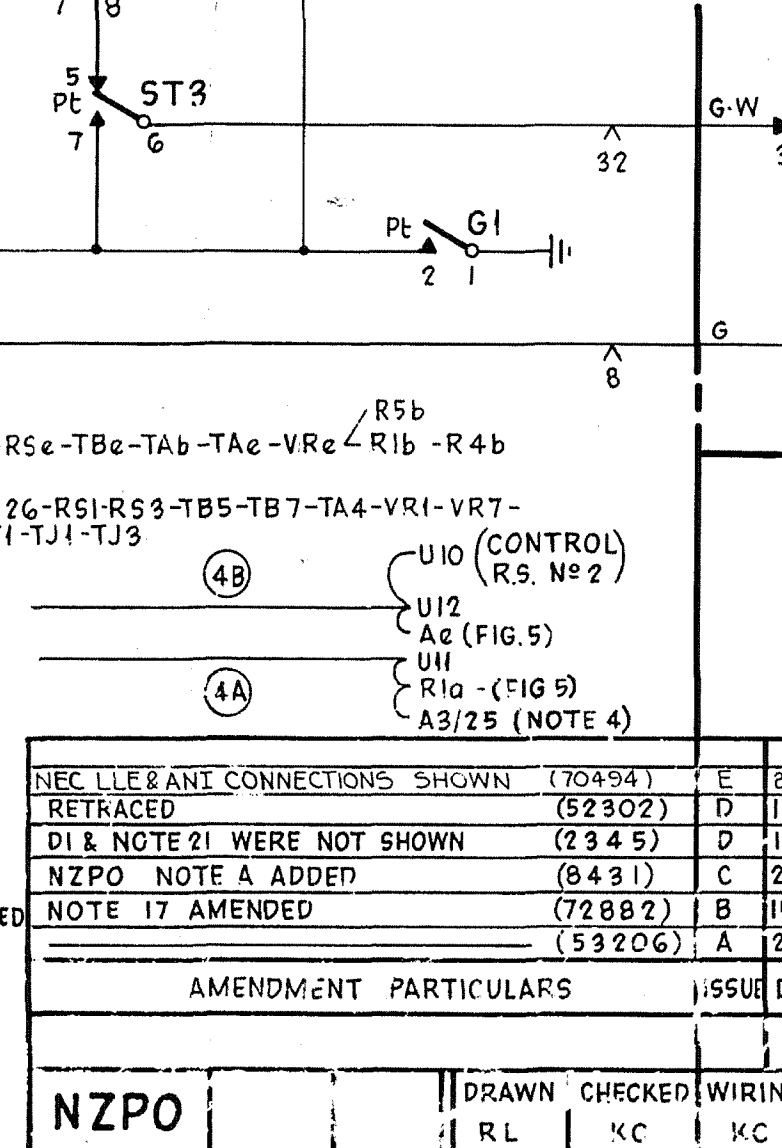 7 8
5
Pt ST3
7 6
G·W
32
Pt G1
2 1
G
8
R5b
RSe-TBe-TAb-TAe-VRe R1b -R4b
26-RS1-RS3-TB5-TB7-TA4-VR1-VR7-
1-TJ1-TJ3
4B
U10 (CONTROL
R.S. Nº 2)
U12
Ae (FIG.5)
U11
4A
R1a -(FIG 5)
A3/25 (NOTE 4)
NEC LLE & ANI CONNECTIONS SHOWN (70494) E
RETRACED (52302) D
D1 & NOTE 21 WERE NOT SHOWN (2345) D
NZPO NOTE A ADDED (8431) C
ED NOTE 17 AMENDED (72882) B
(53206) A
AMENDMENT PARTICULARS ISSUE
NZPO
DRAWN CHECKED WIRIN
RL KC KC